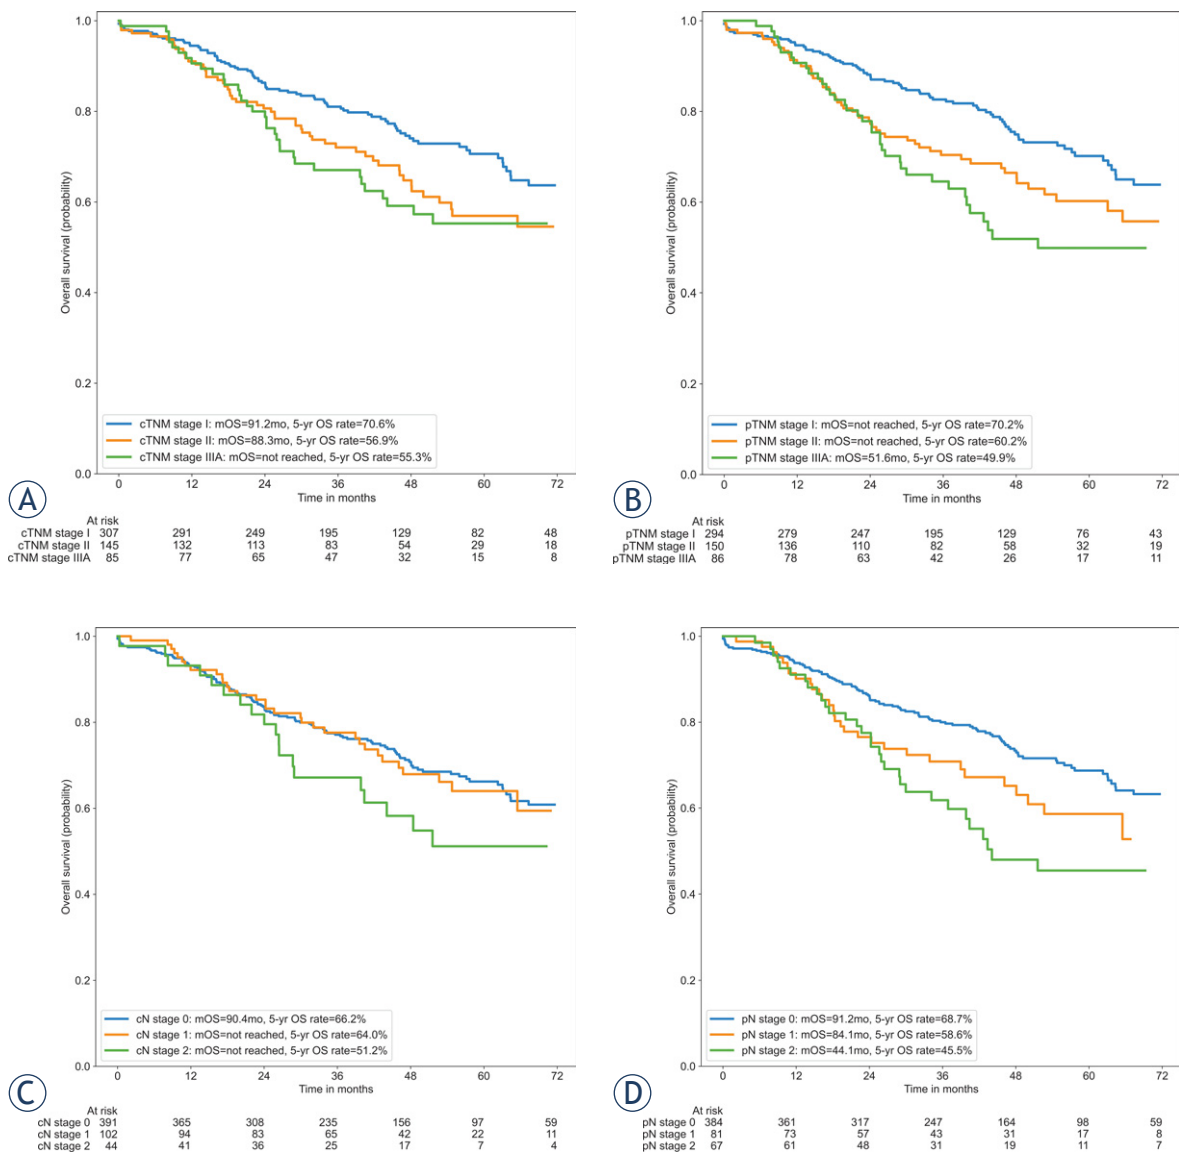 1.0
0.8
0.6
0.4
0.2
0.0
Overall survival (probability)
cTNM stage I: mOS=91.2mo, 5-yr OS rate=70.6%
cTNM stage II: mOS=88.3mo, 5-yr OS rate=56.9%
cTNM stage IIIA: mOS=not reached, 5-yr OS rate=55.3%
0 12 24 36 48 60 72
Time in months
A
At risk
cTNM stage I 307 291 249 195 129 82 48
cTNM stage II 145 132 113 83 54 29 18
cTNM stage IIIA 85 77 65 47 32 15 8
1.0
0.8
0.6
0.4
0.2
0.0
Overall survival (probability)
pTNM stage I: mOS=not reached, 5-yr OS rate=70.2%
pTNM stage II: mOS=not reached, 5-yr OS rate=60.2%
pTNM stage IIIA: mOS=51.6mo, 5-yr OS rate=49.9%
0 12 24 36 48 60 72
Time in months
B
At risk
pTNM stage I 294 279 247 195 129 76 43
pTNM stage II 150 136 110 82 58 32 19
pTNM stage IIIA 86 78 63 42 26 17 11
1.0
0.8
0.6
0.4
0.2
0.0
Overall survival (probability)
cN stage 0: mOS=90.4mo, 5-yr OS rate=66.2%
cN stage 1: mOS=not reached, 5-yr OS rate=64.0%
cN stage 2: mOS=not reached, 5-yr OS rate=51.2%
0 12 24 36 48 60 72
Time in months
C
At risk
cN stage 0 391 365 308 235 156 97 59
cN stage 1 102 94 83 65 42 22 11
cN stage 2 44 41 36 25 17 7 4
1.0
0.8
0.6
0.4
0.2
0.0
Overall survival (probability)
pN stage 0: mOS=91.2mo, 5-yr OS rate=68.7%
pN stage 1: mOS=84.1mo, 5-yr OS rate=58.6%
pN stage 2: mOS=44.1mo, 5-yr OS rate=45.5%
0 12 24 36 48 60 72
Time in months
D
At risk
pN stage 0 384 361 317 247 164 98 59
pN stage 1 81 73 57 43 31 17 8
pN stage 2 67 61 48 31 19 11 7